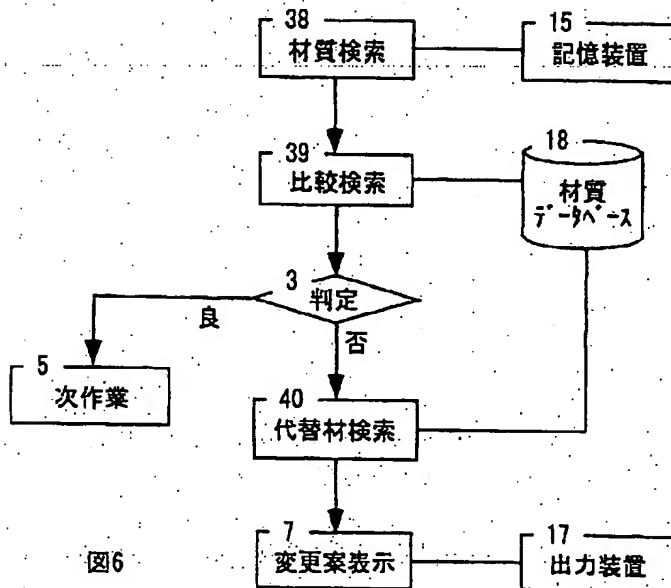 38
材質検索
15
記憶装置
39
比較検索
18
材質
データベース
3
判定
良
否
5
次作業
40
代替材検索
7
変更案表示
17
出力装置
図6